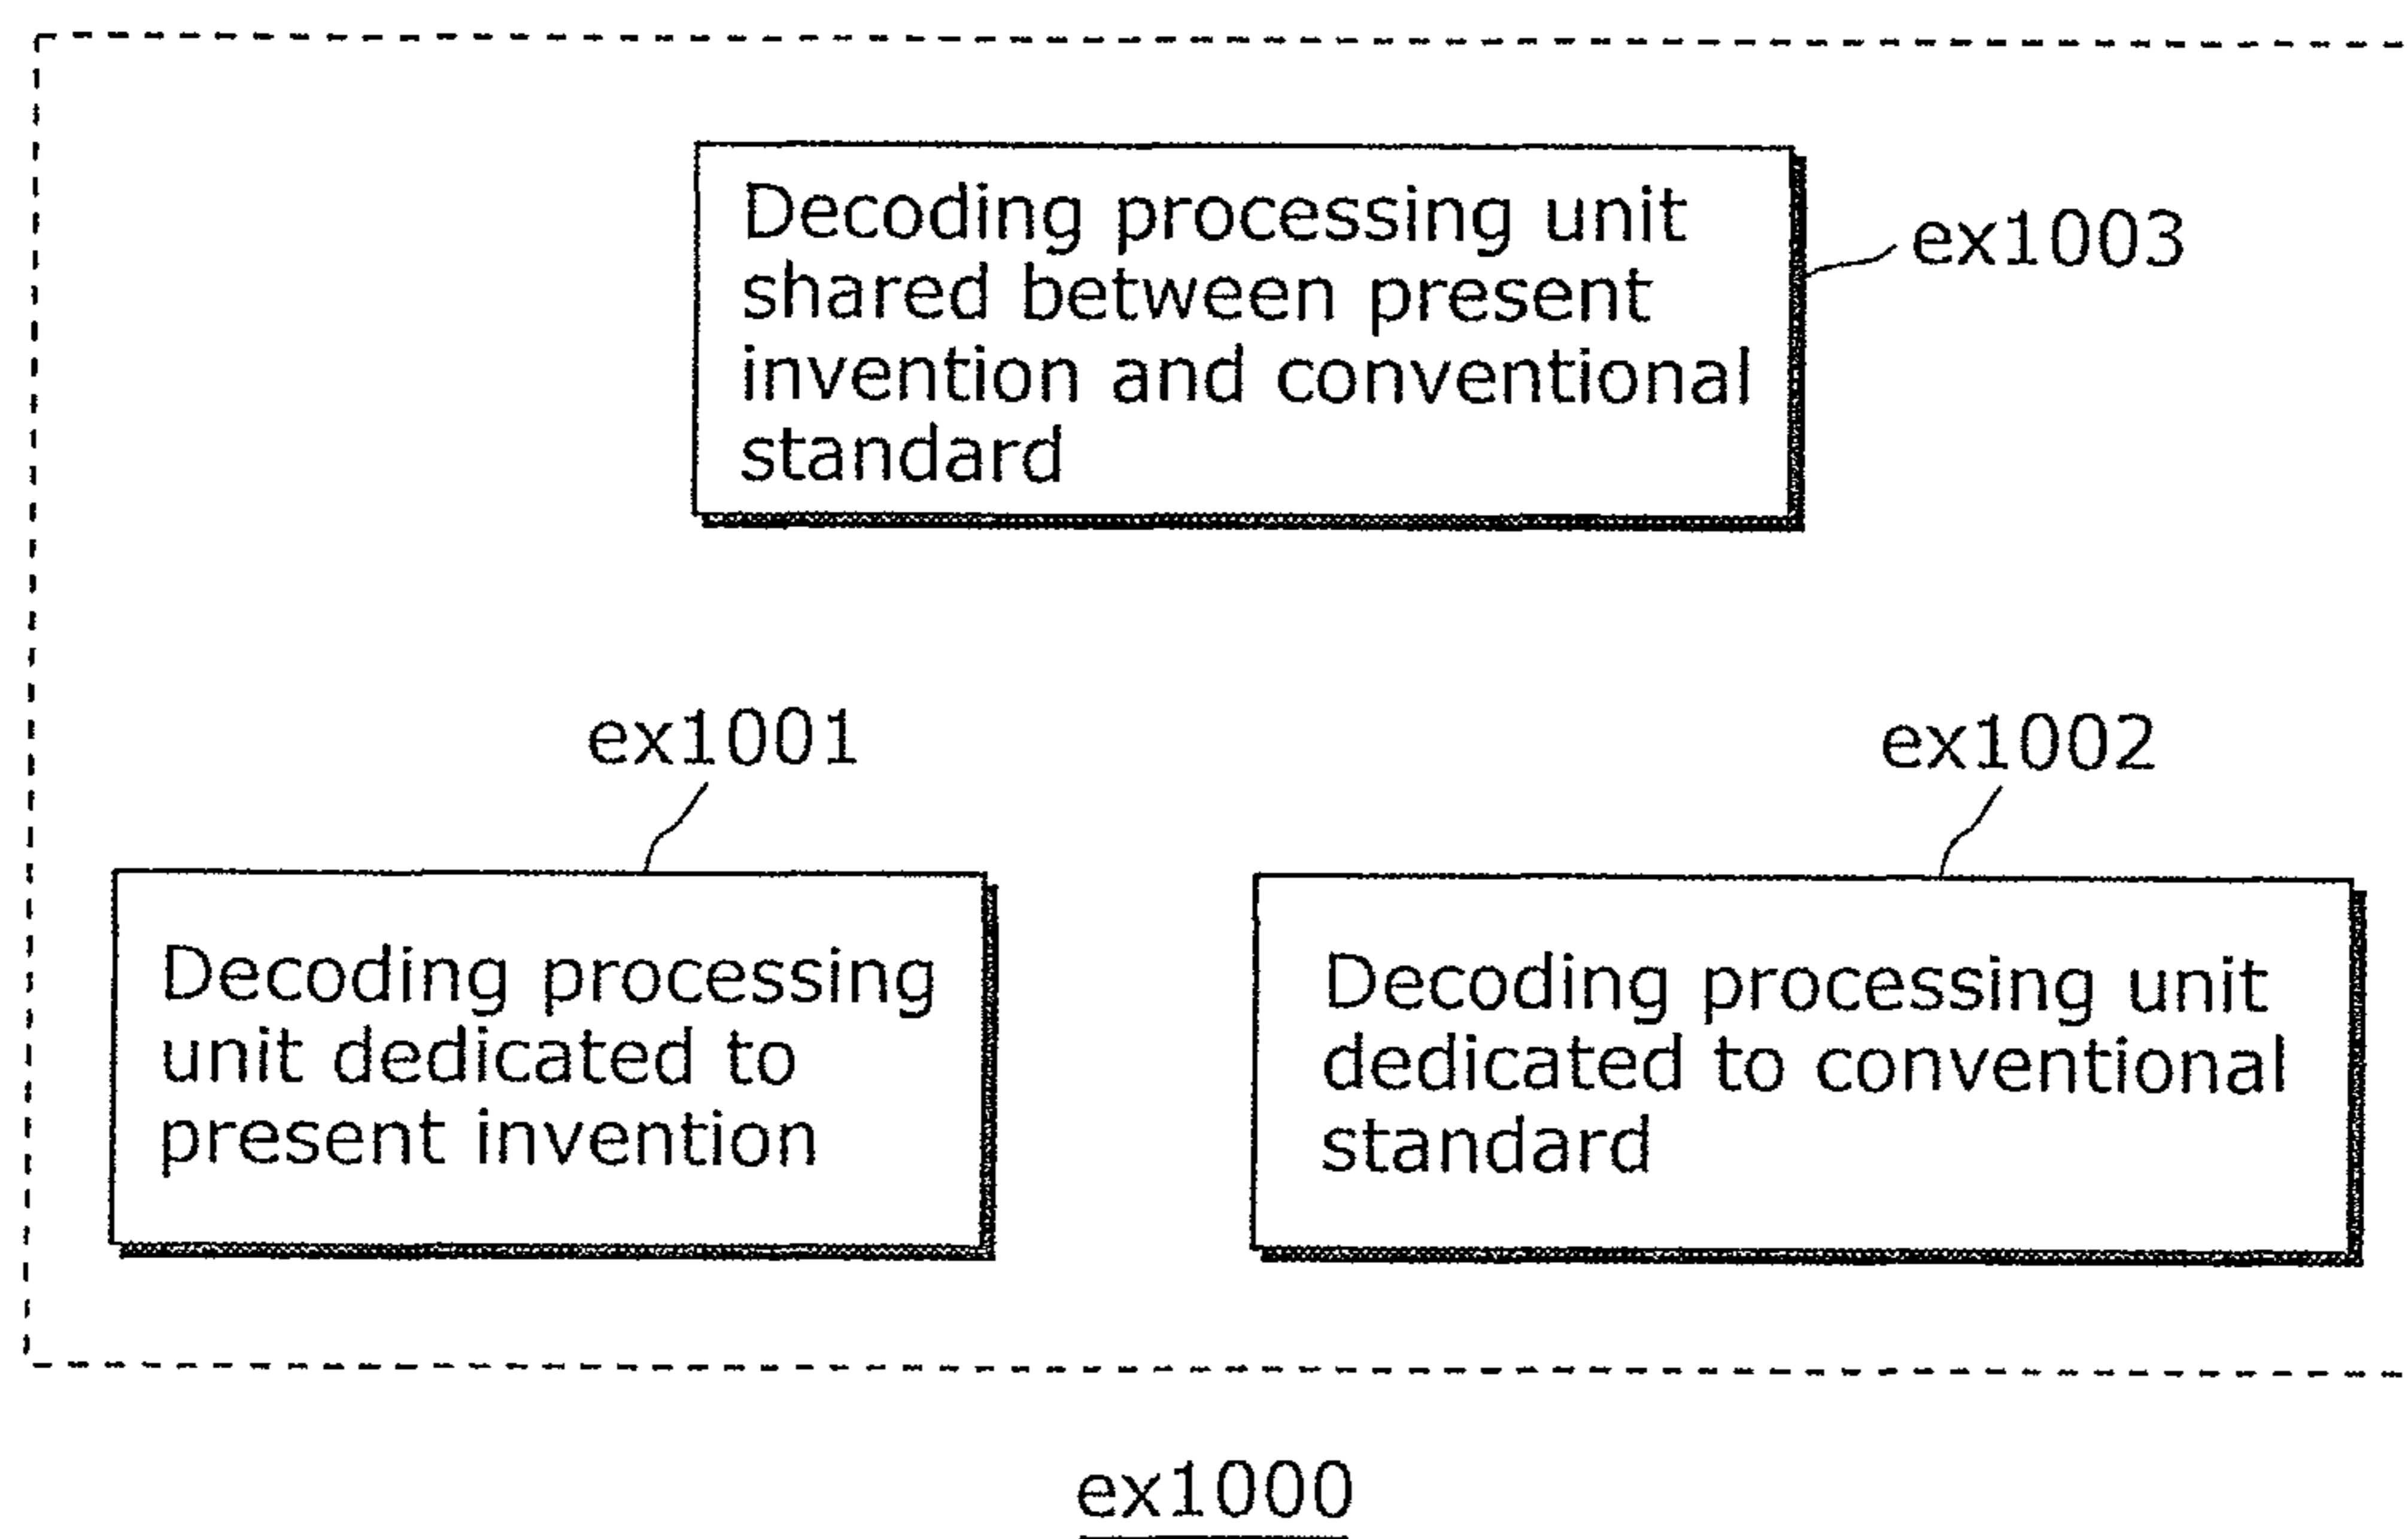 Decoding processing unit
shared between present
invention and conventional
standard
ex1003
ex1001
ex1002
Decoding processing
unit dedicated to
present invention
Decoding processing unit
dedicated to conventional
standard
ex1000